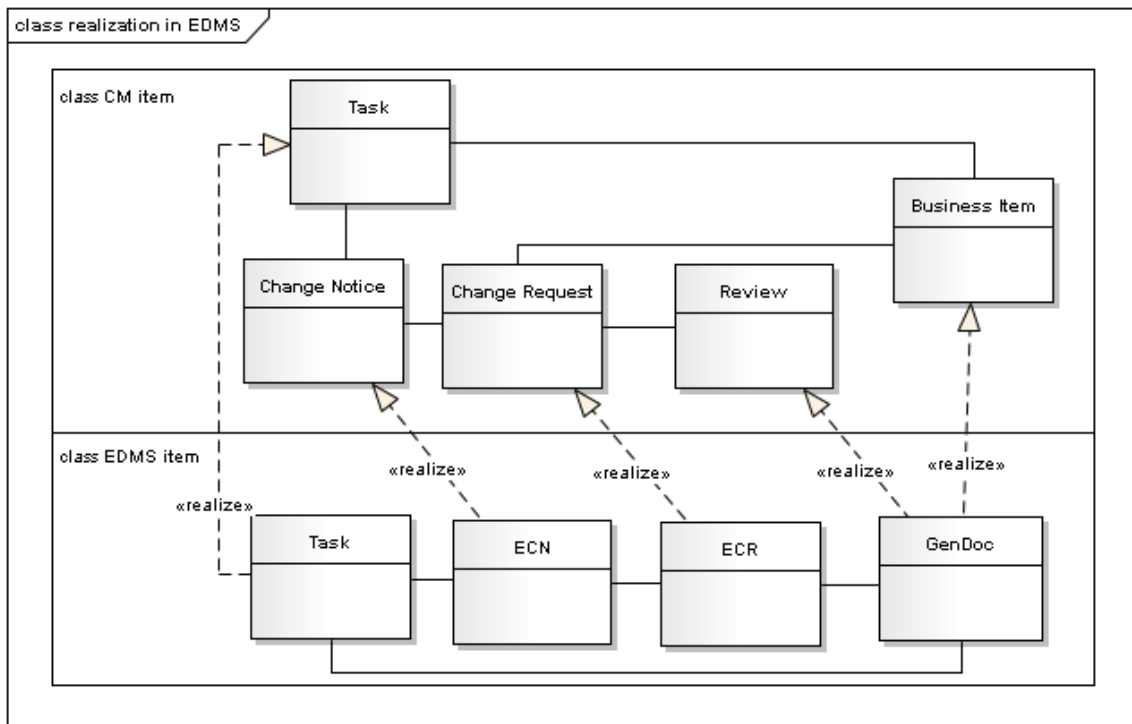 class realization in EDMS
class CM item
Task
Business Item
Change Notice
Change Request
Review
class EDMS item
«realize»
«realize»
«realize»
«realize»
«realize»
Task
ECN
ECR
GenDoc